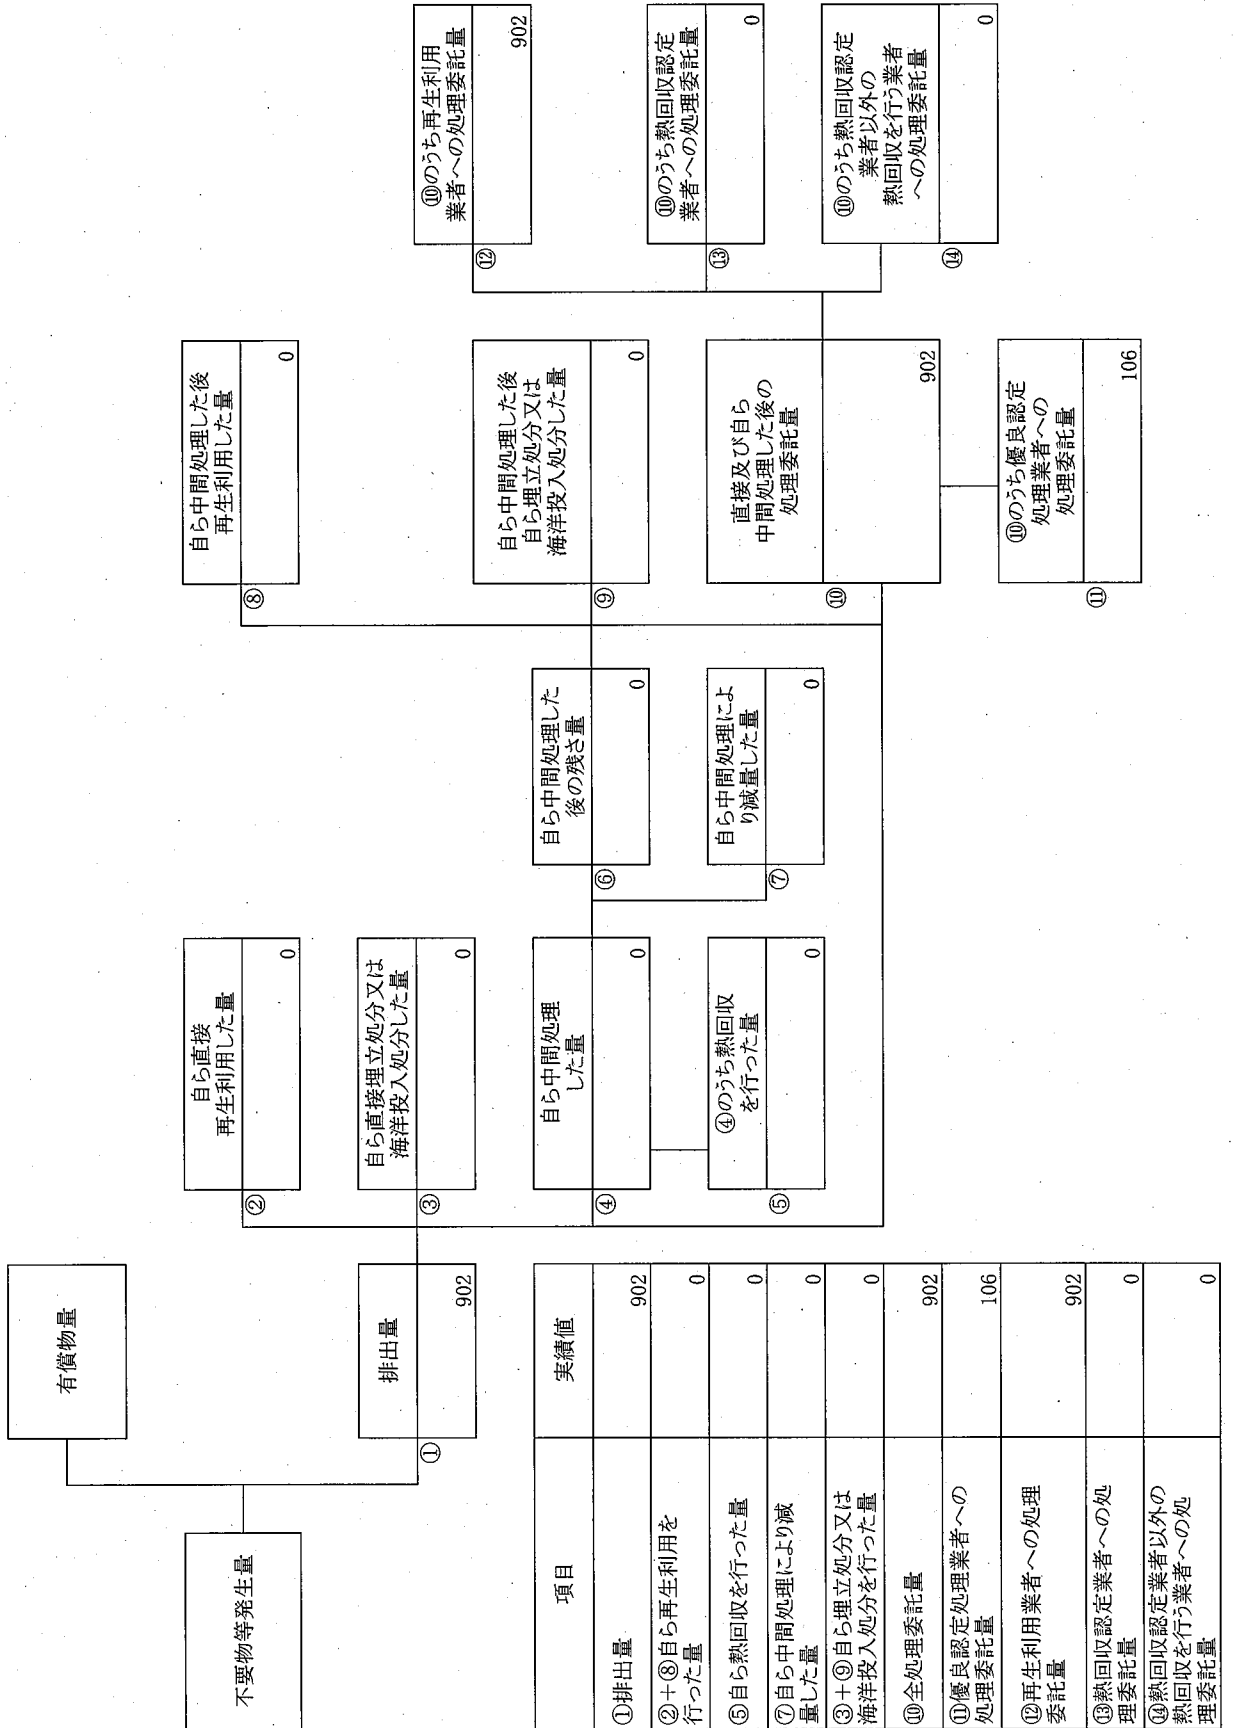 不要物等発生量
有償物量
排出量
①
902
自ら直接
再生利用した量
②
0
自ら直接埋立処分又は
海洋投入処分した量
③
0
自ら中間処理
した量
④
0
④のうち熱回収
を行った量
⑤
0
自ら中間処理した
後の残さ量
⑥
0
自ら中間処理によ
り減量した量
⑦
0
自ら中間処理した後
再生利用した量
⑧
0
自ら中間処理した後
自ら埋立処分又は
海洋投入処分した量
⑨
0
直接及び自ら
中間処理した後の
処理委託量
⑩
902
⑩のうち優良認定
処理業者への
処理委託量
⑪
106
⑩のうち再生利用
業者への処理委託量
⑫
902
⑩のうち熱回収認定
業者への処理委託量
⑬
0
⑩のうち熱回収認定
業者以外の
熱回収を行う業者
への処理委託量
⑭
0
項目 実績値
①排出量 902
②+⑧自ら再生利用を
行った量 0
⑤自ら熱回収を行った量 0
⑦自ら中間処理により減
量した量 0
③+⑨自ら埋立処分又は
海洋投入処分を行った量 0
⑩全処理委託量 902
⑪優良認定処理業者への
処理委託量 106
⑫再生利用業者への処理
委託量 902
⑬熱回収認定業者への処
理委託量 0
⑭熱回収認定業者以外の
熱回収を行う業者への処
理委託量 0